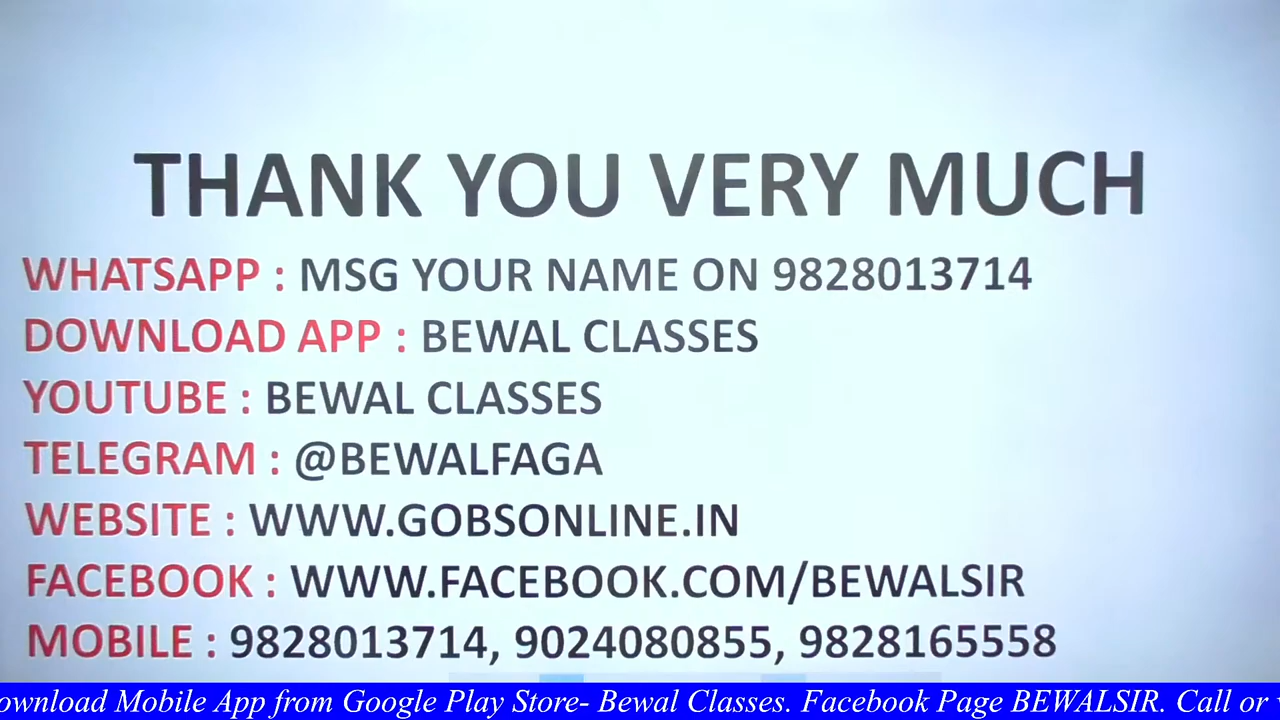 THANK YOU VERY MUCH
WHATSAPP : MSG YOUR NAME ON 9828013714
DOWNLOAD APP : BEWAL CLASSES
YOUTUBE : BEWAL CLASSES
TELEGRAM : @BEWALFAGA
WEBSITE : WWW.GOBSONLINE.IN
FACEBOOK : WWW.FACEBOOK.COM/BEWALSIR
MOBILE : 9828013714, 9024080855, 9828165558
ownload Mobile App from Google Play Store- Bewal Classes. Facebook Page BEWALSIR. Call or